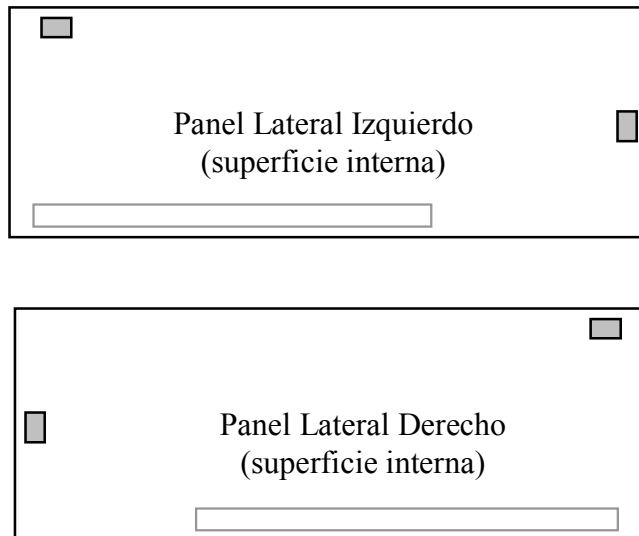 Panel Lateral Izquierdo
(superficie interna)
Panel Lateral Derecho
(superficie interna)